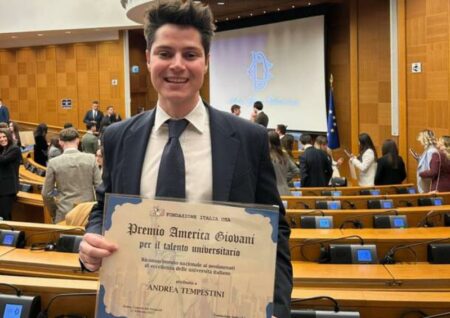 FONDAZIONE ITALIA USA
Premio America Giovani
per il talento universitario
Riconoscimento nazionale ai neolaureati
di eccellenza delle università italiane
attribuito a
ANDREA TEMPESTINI